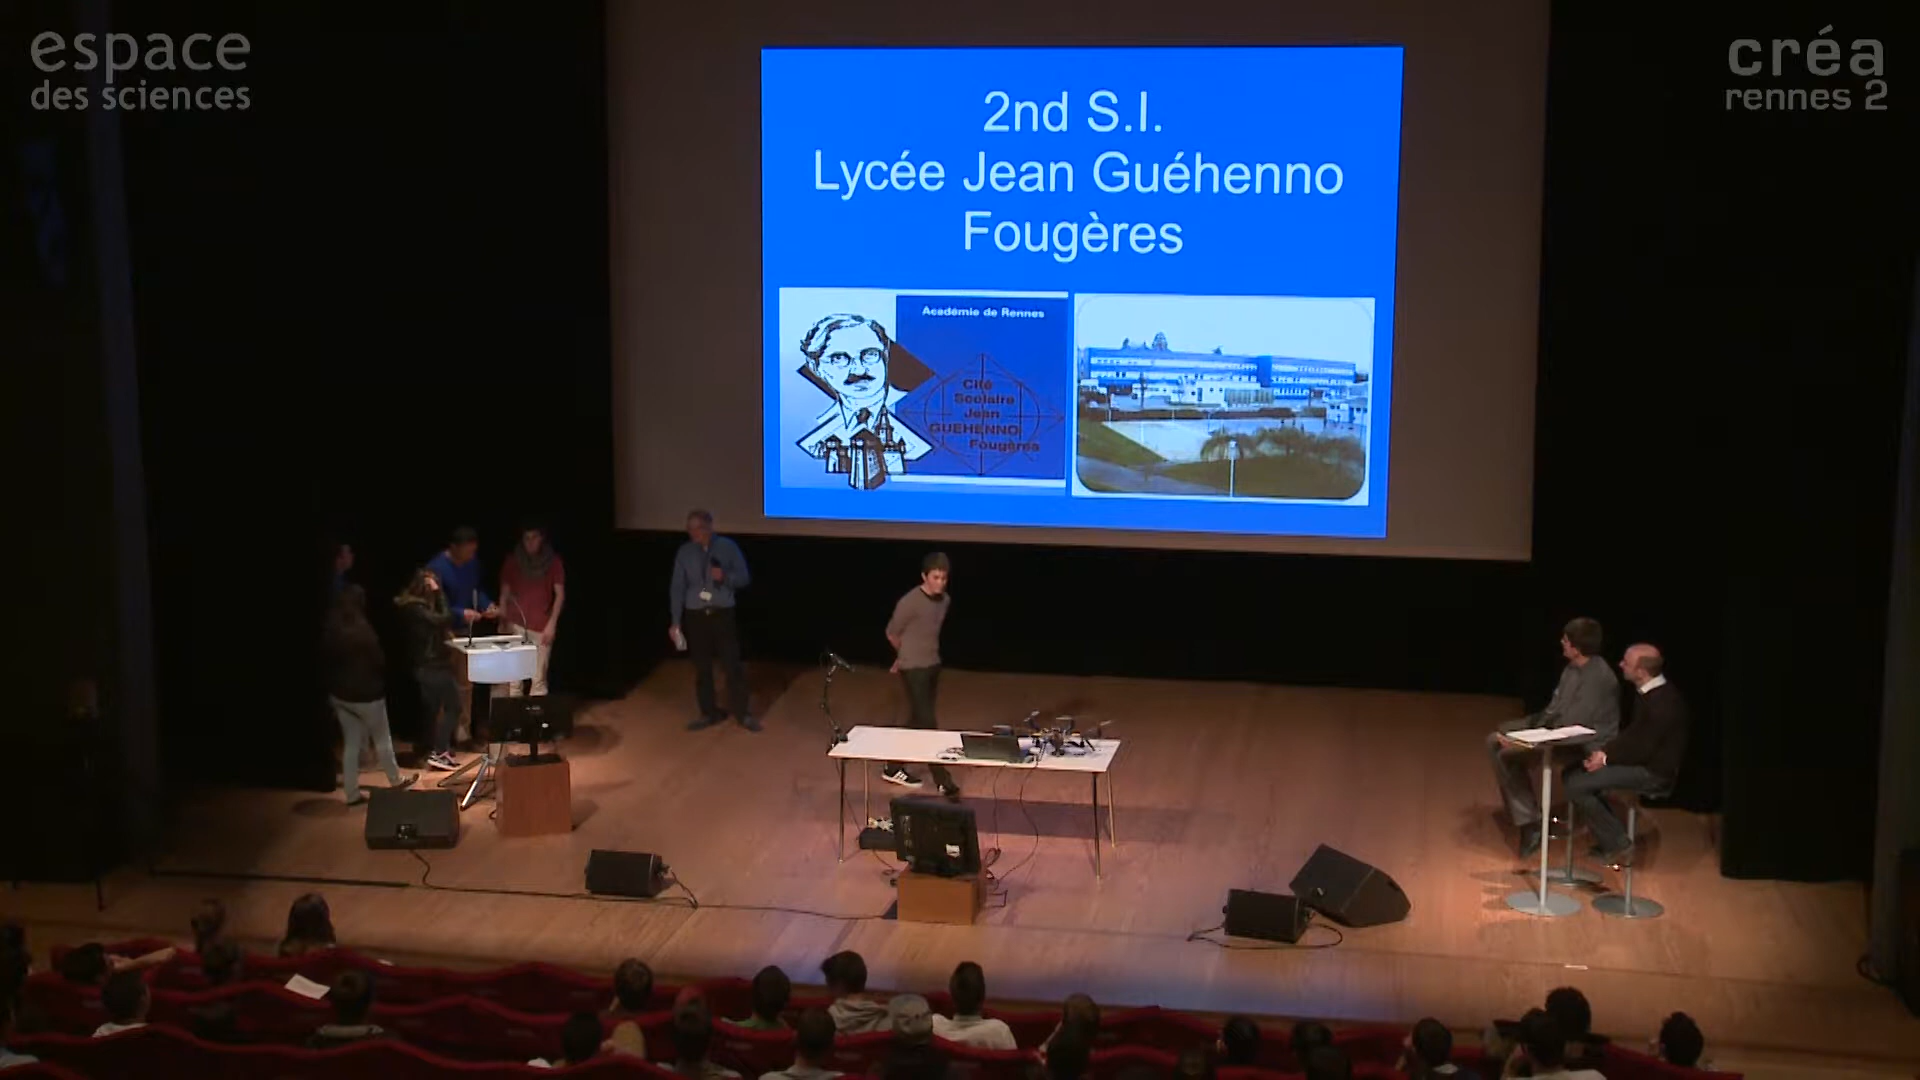 espace
des sciences
créa
rennes 2
2nd S.I.
Lycée Jean Guéhenno
Fougères
Académie de Rennes
Cité
Scolaire
Jean
GUEHENNO
Fougères